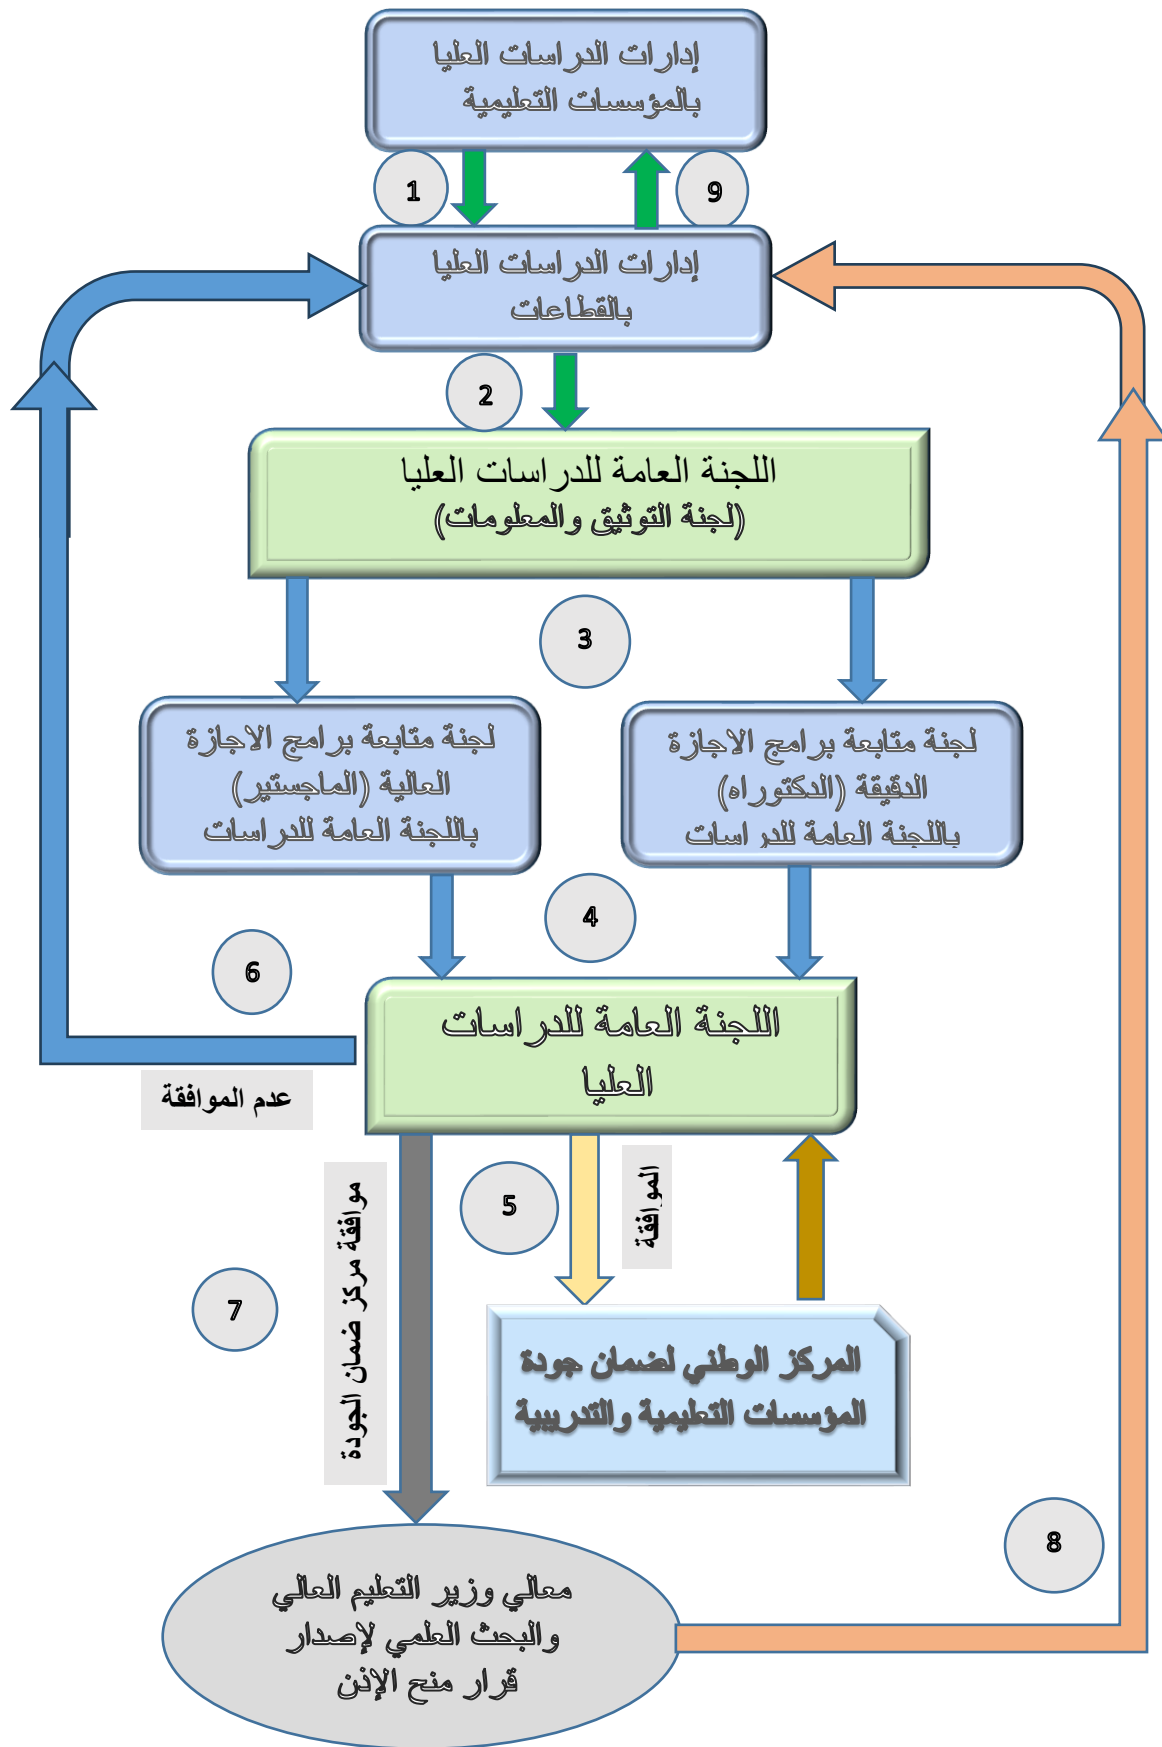 إدارات الدراسات العليا
بالمؤسسات التعليمية
1
9
إدارات الدراسات العليا
بالقطاعات
2
اللجنة العامة للدراسات العليا
(لجنة التوثيق والمعلومات)
3
لجنة متابعة برامج الاجازة
الدقيقة (الدكتوراه)
باللجنة العامة للدراسات
لجنة متابعة برامج الاجازة
العالية (الماجستير)
باللجنة العامة للدراسات
4
6
اللجنة العامة للدراسات
العليا
عدم الموافقة
5
الموافقة
موافقة مركز ضمان الجودة
7
المركز الوطني لضمان جودة
المؤسسات التعليمية والتدريبية
8
معالي وزير التعليم العالي
والبحث العلمي لإصدار
قرار منح الإذن